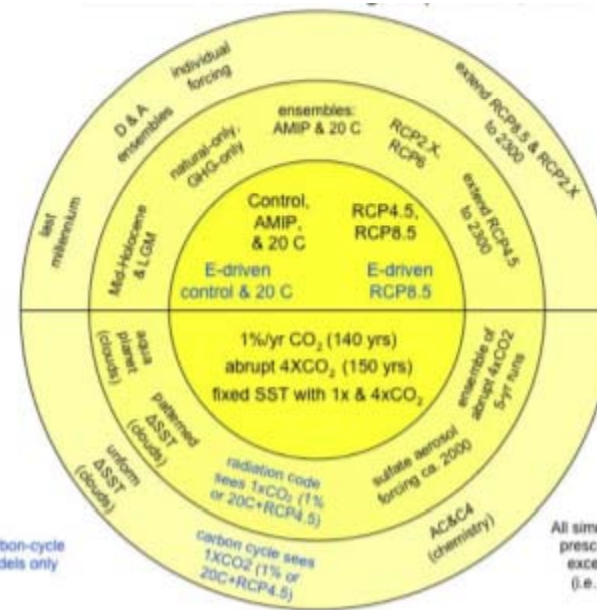 individual
forcing
D & A
ensembles
last
millennium
extend RCP8.5 & RCP2.X
to 2300
natural-only,
GHG-only
ensembles:
AMIP & 20 C
RCP2.X,
RCP6
extend RCP4.5
to 2300
Mid-Holocene
& LGM
Control,
AMIP,
& 20 C
RCP4.5,
RCP8.5
E-driven
control & 20 C
E-driven
RCP8.5
1%/yr CO₂ (140 yrs)
abrupt 4XCO₂ (150 yrs)
fixed SST with 1x & 4xCO₂
aqua
planet
(clouds)
patterned
ΔSST
(clouds)
uniform
ΔSST
(clouds)
radiation code
sees 1xCO₂ (1%
or 20C+RCP4.5)
carbon cycle sees
1XCO2 (1% or
20C+RCP4.5)
sulfate aerosol
forcing ca. 2000
ensemble of
abrupt 4xCO2
5-yr runs
AC&C4
(chemistry)
bon-cycle
dels only
All sim
presc
exce
(i.e.